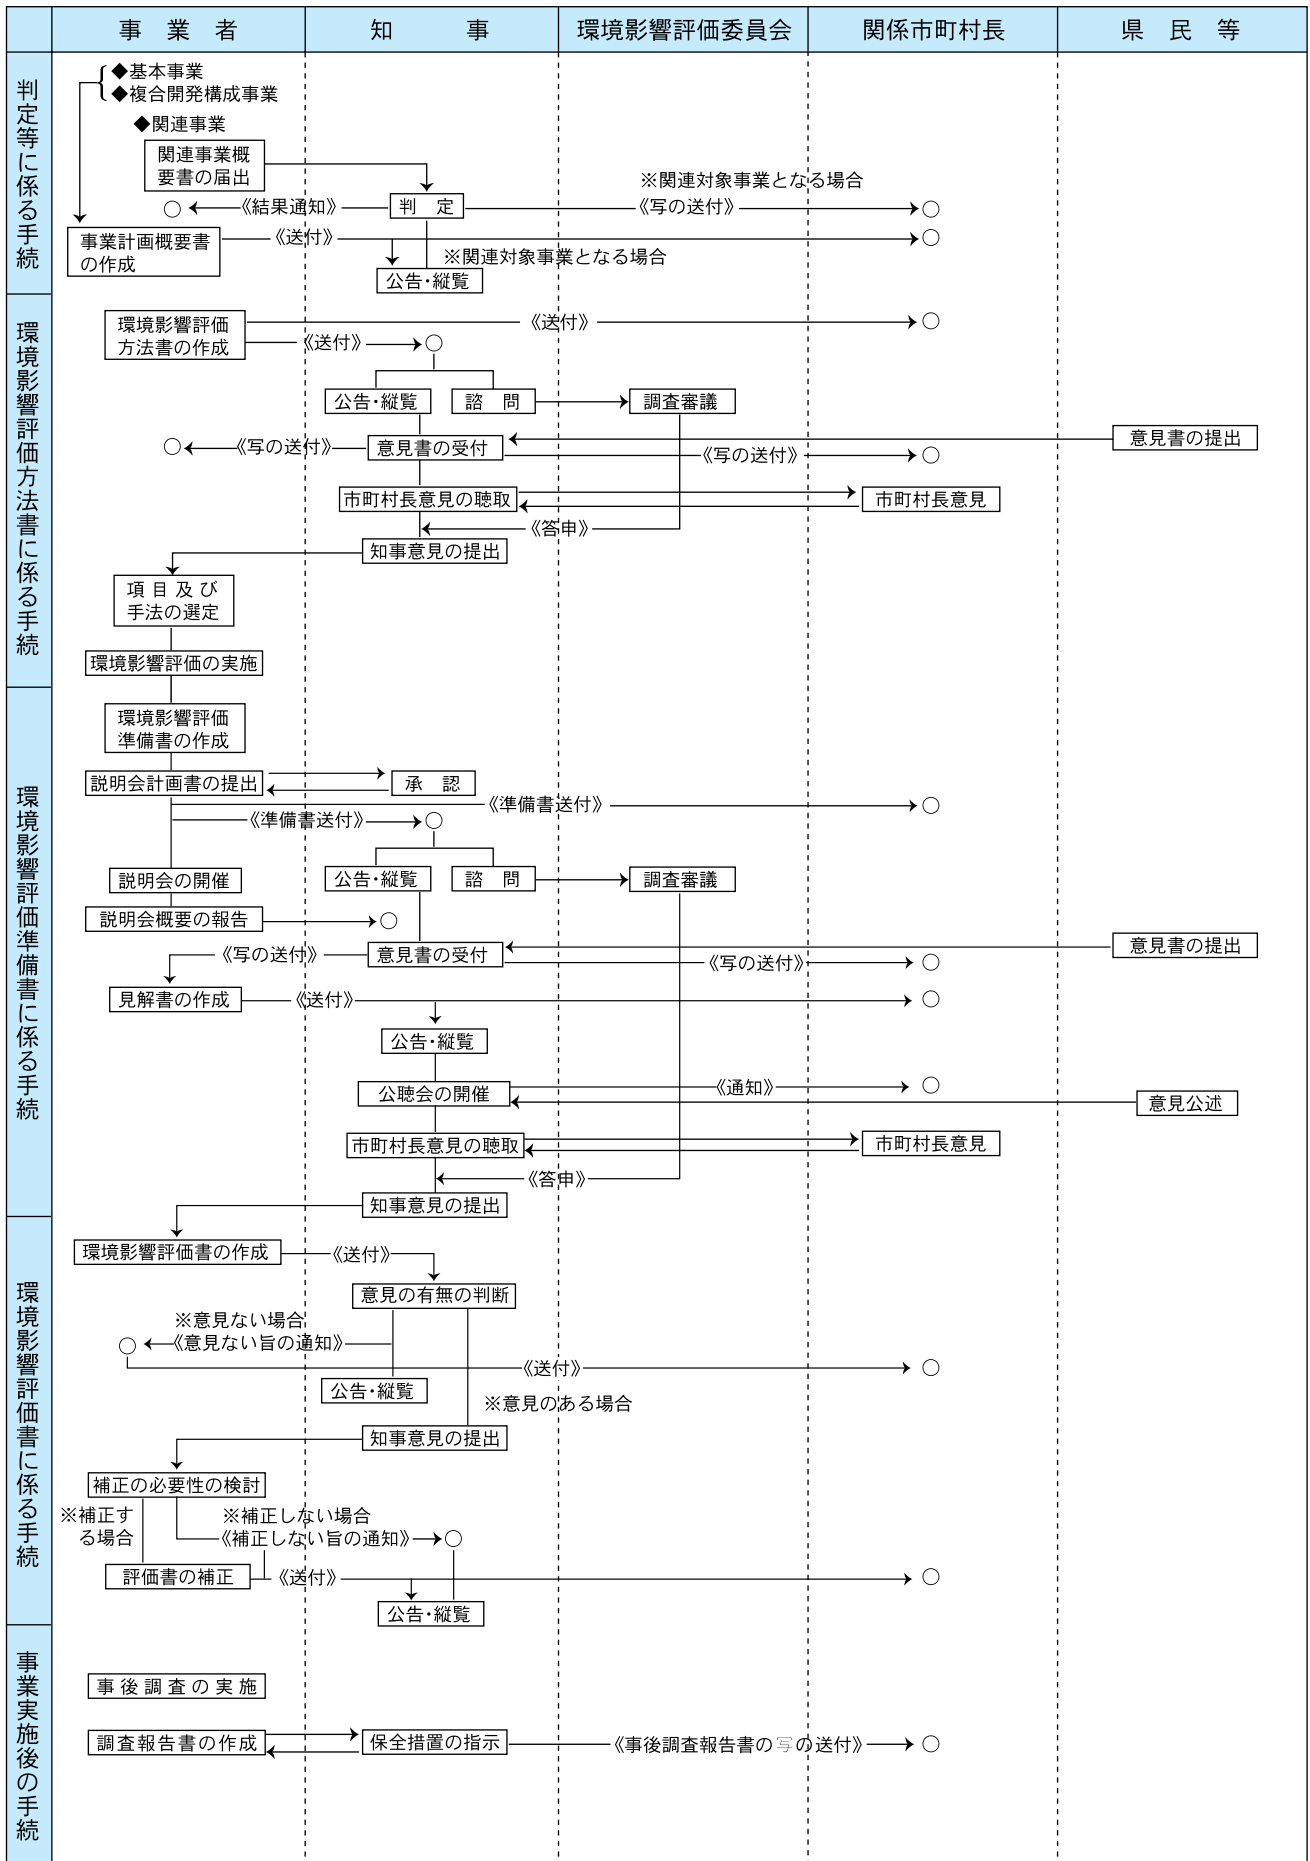 事　業　者
知　　　事
環境影響評価委員会
関係市町村長
県　民　等
判定等に係る手続
◆基本事業
◆複合開発構成事業
◆関連事業
関連事業概
要書の届出
※関連対象事業となる場合
○
《結果通知》
判　定
《写の送付》
○
事業計画概要書
の作成
《送付》
○
※関連対象事業となる場合
公告・縦覧
環境影響評価方法書に係る手続
環境影響評価
方法書の作成
《送付》
○
《送付》
○
公告・縦覧
諮　問
調査審議
○
《写の送付》
意見書の受付
意見書の提出
《写の送付》
○
市町村長意見の聴取
市町村長意見
《答申》
知事意見の提出
項 目 及 び
手法の選定
環境影響評価の実施
環境影響評価準備書に係る手続
環境影響評価
準備書の作成
説明会計画書の提出
承　認
《準備書送付》
○
《準備書送付》
○
説明会の開催
公告・縦覧
諮　問
調査審議
説明会概要の報告
○
《写の送付》
意見書の受付
意見書の提出
《写の送付》
○
見解書の作成
《送付》
○
公告・縦覧
公聴会の開催
《通知》
○
意見公述
市町村長意見の聴取
市町村長意見
《答申》
知事意見の提出
環境影響評価書に係る手続
環境影響評価書の作成
《送付》
意見の有無の判断
※意見ない場合
○
《意見ない旨の通知》
《送付》
○
公告・縦覧
※意見のある場合
知事意見の提出
補正の必要性の検討
※補正す
る場合
※補正しない場合
《補正しない旨の通知》
○
評価書の補正
《送付》
○
公告・縦覧
事業実施後の手続
事後調査の実施
調査報告書の作成
保全措置の指示
《事後調査報告書の写の送付》
○